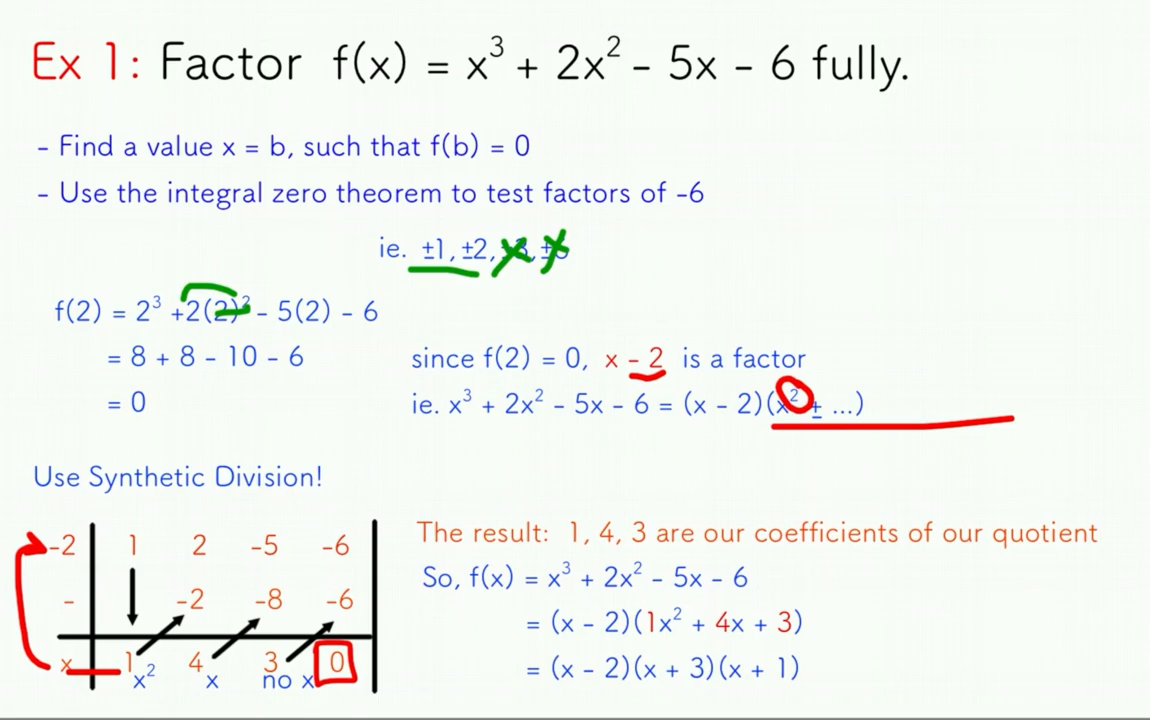 Ex 1: Factor f(x) = x³ + 2x² - 5x - 6 fully.
- Find a value x = b, such that f(b) = 0
- Use the integral zero theorem to test factors of -6
ie. ±1, ±2,
f(2) = 2³ +2(2)² - 5(2) - 6
= 8 + 8 - 10 - 6
= 0
since f(2) = 0, x - 2 is a factor
ie. x³ + 2x² - 5x - 6 = (x - 2)(x² ± ...)
Use Synthetic Division!
-2 1 2 -5 -6
- -2 -8 -6
x 1 4 3 0
x² x no x
The result: 1, 4, 3 are our coefficients of our quotient
So, f(x) = x³ + 2x² - 5x - 6
= (x - 2)(1x² + 4x + 3)
= (x - 2)(x + 3)(x + 1)